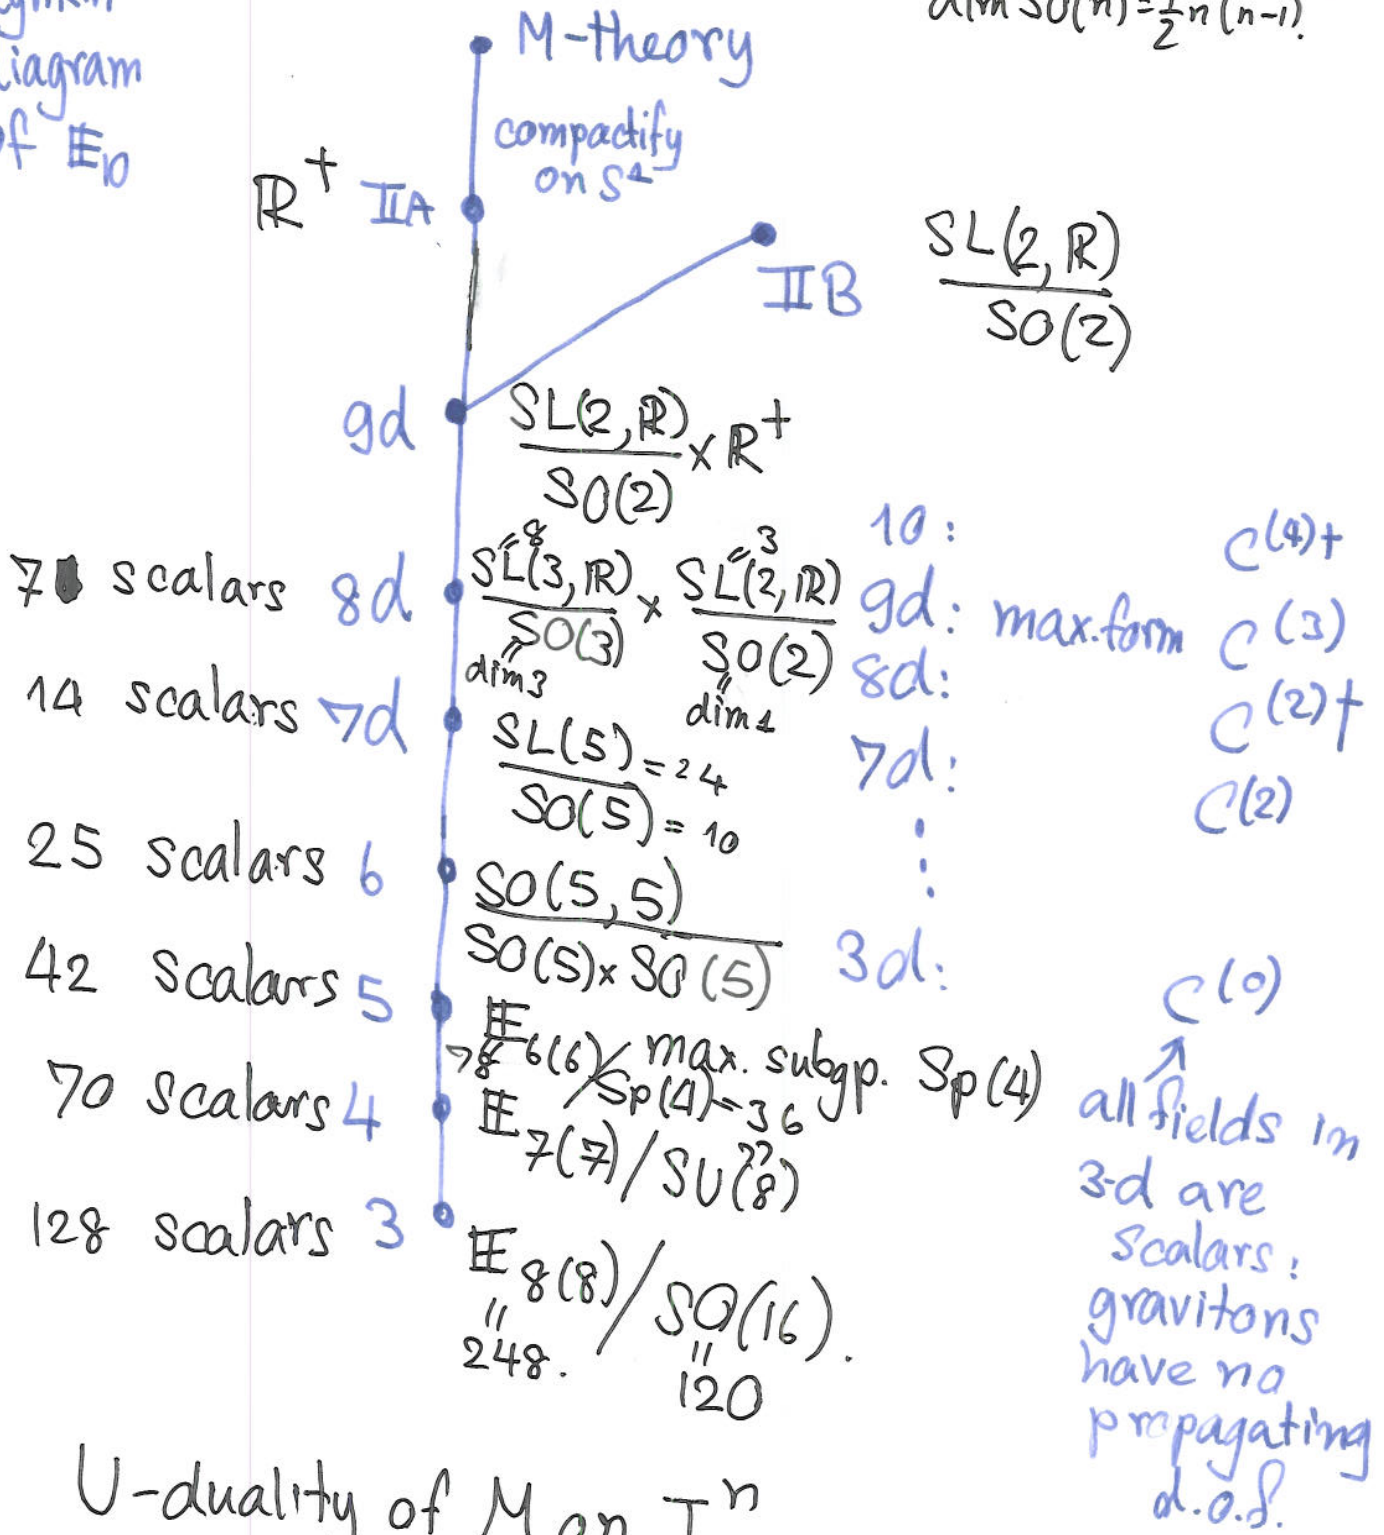 dim SO(n) = ½ n (n-1).
iagram
of E₁₀
M-theory
compactify
on S¹
R⁺ IIA
IIB
SL(2, R)
SO(2)
9d
SL(2, R) × R⁺
SO(2)
= 8
= 3
7 scalars 8d SL(3, R) × SL(2, R)
SO(3) SO(2)
= dim 3
= dim 1
14 scalars 7d SL(5) = 24
SO(5) = 10
25 scalars 6 SO(5,5)
SO(5) × SO(5)
42 scalars 5 E₆₍₆₎ / max. subgp. Sp(4)
78 Sp(4) = 36
70 scalars 4 E₇₍₇₎ / SU(8)
128 scalars 3 E₈₍₈₎ / SO(16).
= 248.
= 120
10: C⁽⁴⁾⁺
9d: max. form C⁽³⁾
8d: C⁽²⁾⁺
7d: C⁽²⁾
⋮
3d: C⁽⁰⁾
↗
all fields in
3-d are
scalars:
gravitons
have no
propagating
d.o.f.
U-duality of M on Tⁿ